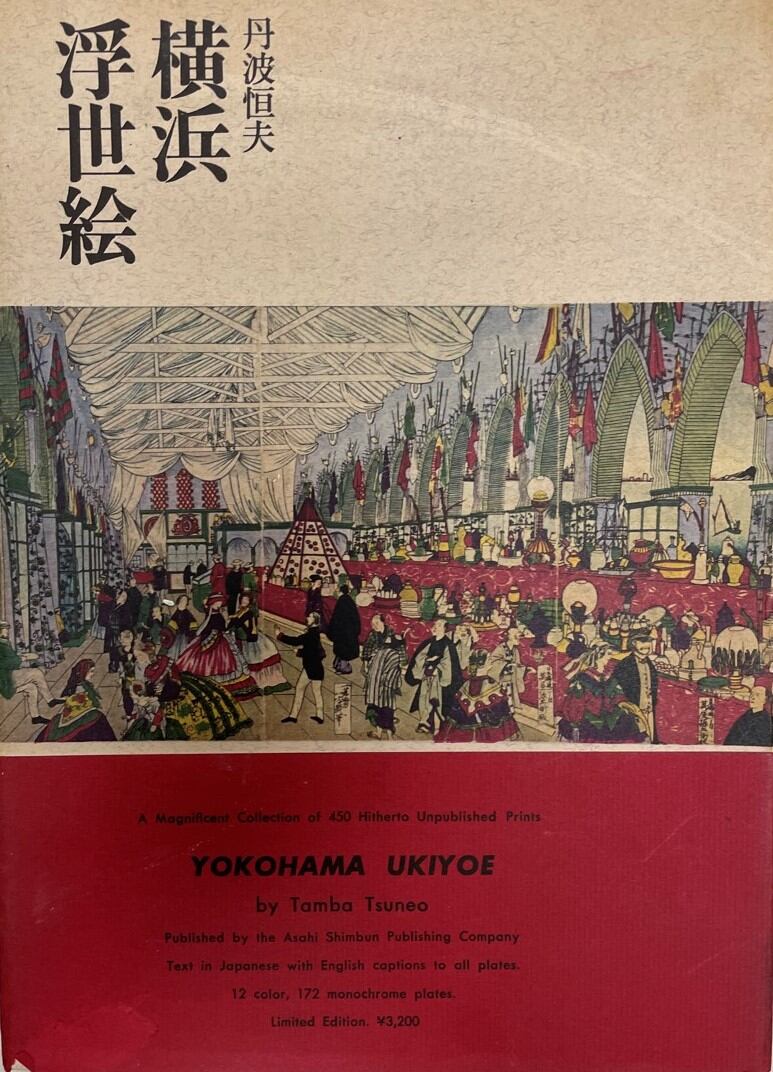 丹波恒夫
横浜
浮世絵
A Magnificent Collection of 450 Hitherto Unpublished Prints
YOKOHAMA UKIYOE
by Tamba Tsuneo
Published by the Asahi Shimbun Publishing Company
Text in Japanese with English captions to all plates.
12 color, 172 monochrome plates.
Limited Edition. ¥3,200